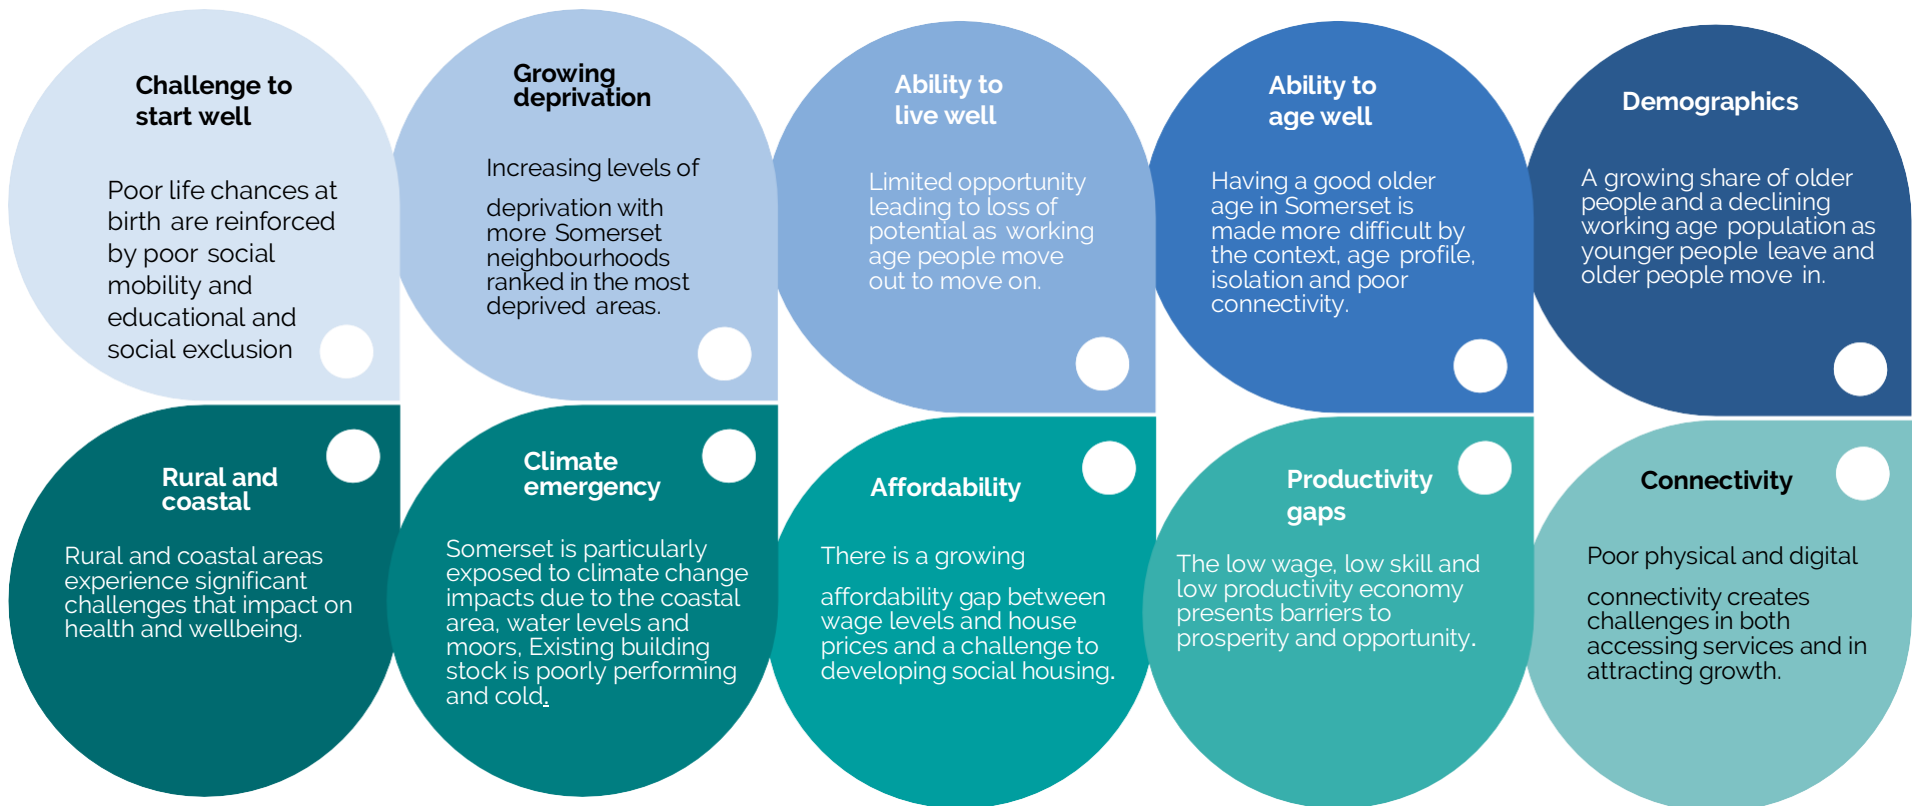 Challenge to
start well
Poor life chances at
birth are reinforced
by poor social
mobility and
educational and
social exclusion
Growing
deprivation
Increasing levels of
deprivation with
more Somerset
neighbourhoods
ranked in the most
deprived areas.
Ability to
live well
Limited opportunity
leading to loss of
potential as working
age people move
out to move on.
Ability to
age well
Having a good older
age in Somerset is
made more difficult by
the context, age profile,
isolation and poor
connectivity.
Demographics
A growing share of older
people and a declining
working age population as
younger people leave and
older people move in.
Rural and
coastal
Rural and coastal areas
experience significant
challenges that impact on
health and wellbeing.
Climate
emergency
Somerset is particularly
exposed to climate change
impacts due to the coastal
area, water levels and
moors, Existing building
stock is poorly performing
and cold.
Affordability
There is a growing
affordability gap between
wage levels and house
prices and a challenge to
developing social housing.
Productivity
gaps
The low wage, low skill and
low productivity economy
presents barriers to
prosperity and opportunity.
Connectivity
Poor physical and digital
connectivity creates
challenges in both
accessing services and in
attracting growth.